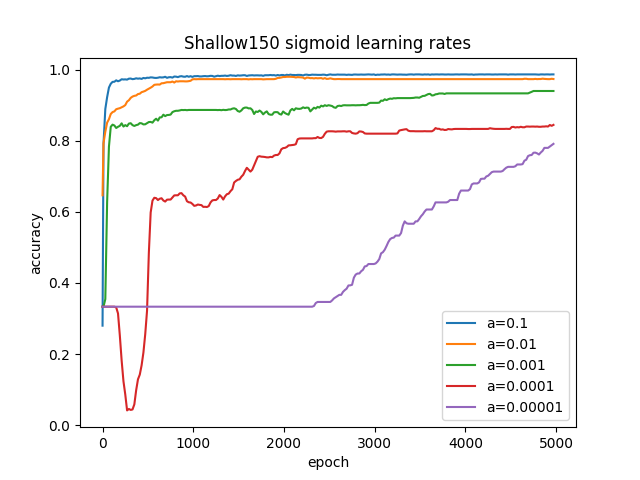 Shallow150 sigmoid learning rates
1.0
0.8
0.6
0.4
0.2
0.0
accuracy
0
1000
2000
3000
4000
5000
epoch
a=0.1
a=0.01
a=0.001
a=0.0001
a=0.00001